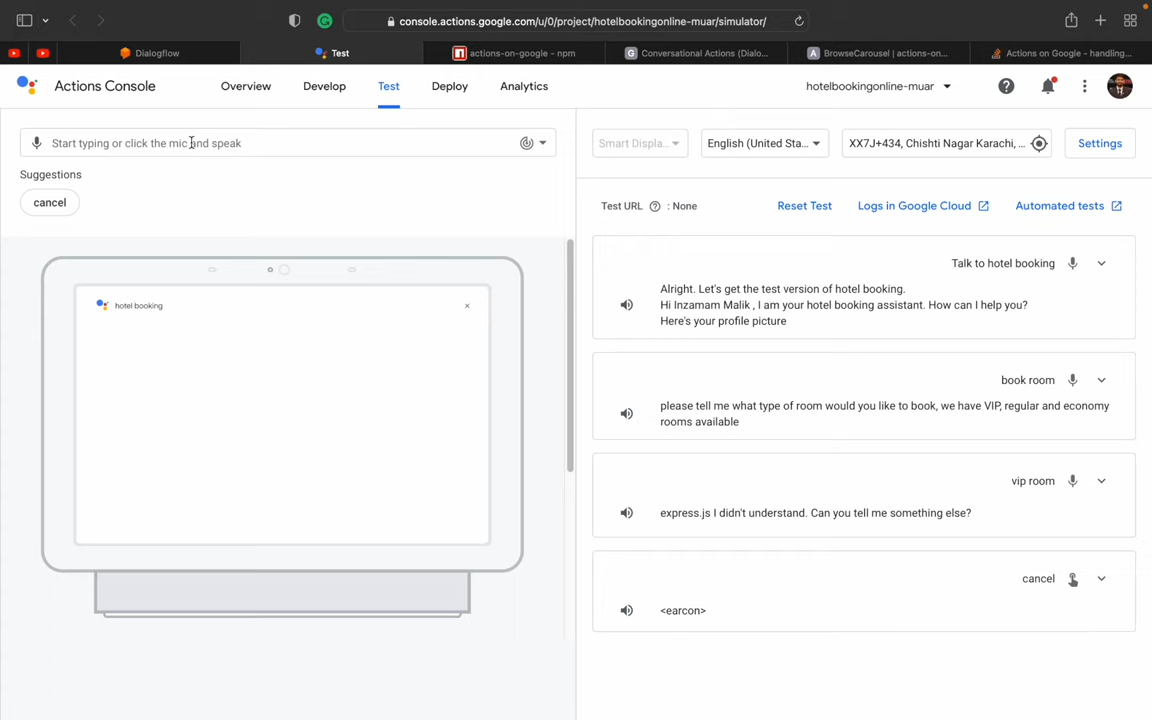 console.actions.google.com/u/0/project/hotelbookingonline-muar/simulator/
Dialogflow
Test
actions-on-google - npm
Conversational Actions (Dialo...
BrowseCarousel | actions-on...
Actions on Google - handling...
Actions Console
Overview
Develop
Test
Deploy
Analytics
hotelbookingonline-muar
Start typing or click the mic and speak
Suggestions
cancel
hotel booking
Smart Displa...
English (United Sta...
XX7J+434, Chishti Nagar Karachi, ...
Settings
Test URL : None
Reset Test
Logs in Google Cloud
Automated tests
Talk to hotel booking
Alright. Let's get the test version of hotel booking.
Hi Inzamam Malik , I am your hotel booking assistant. How can I help you?
Here's your profile picture
book room
please tell me what type of room would you like to book, we have VIP, regular and economy
rooms available
vip room
express.js I didn't understand. Can you tell me something else?
cancel
<earcon>